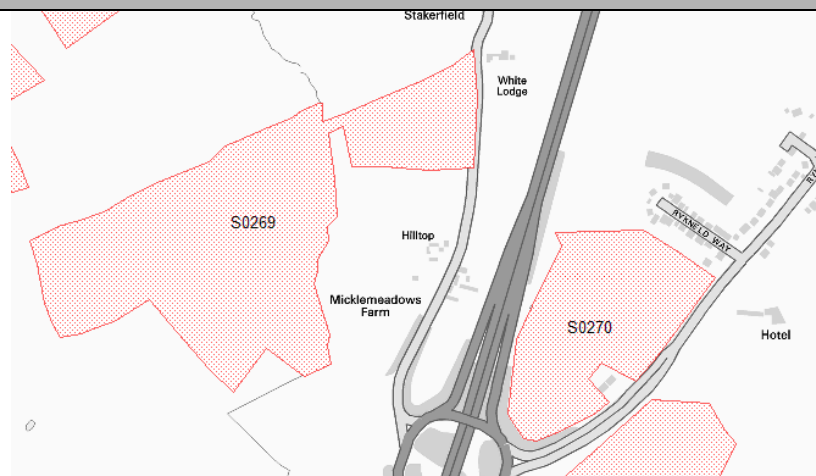 Stakerfield
White
Lodge
S0269
RYKNELD WAY
Hilltop
Micklemeadows
Farm
S0270
Hotel